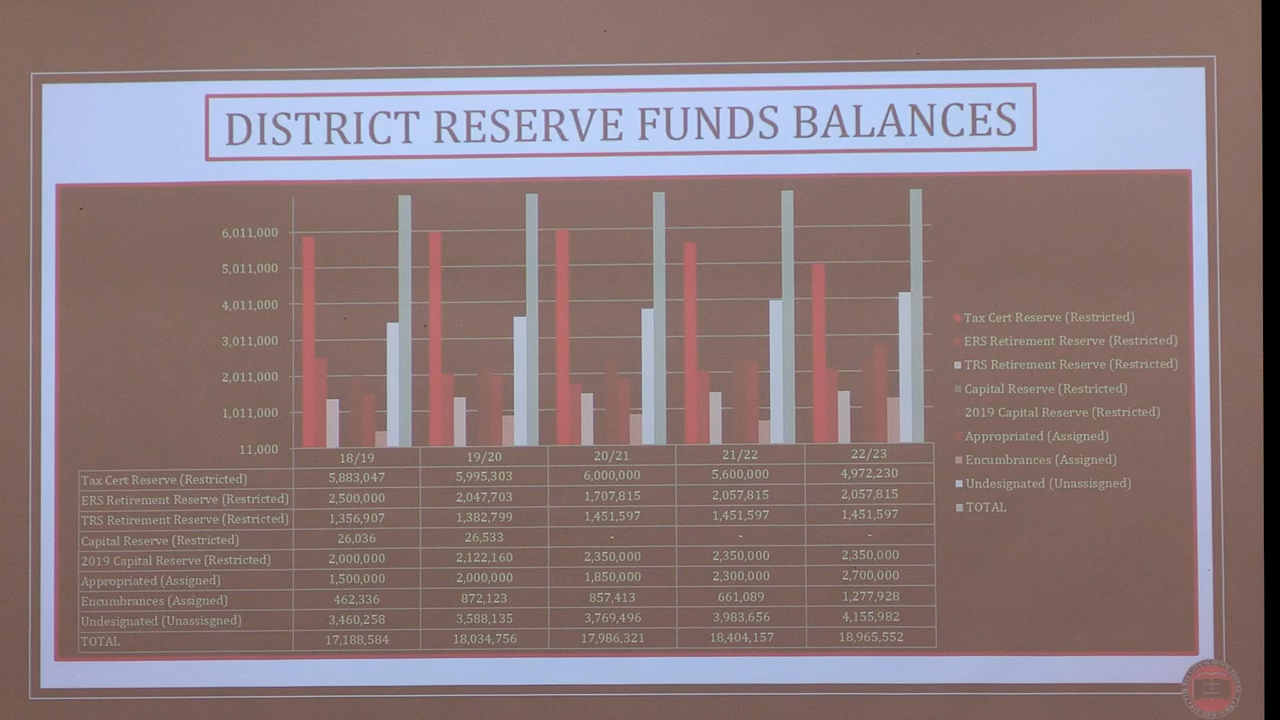 DISTRICT RESERVE FUNDS BALANCES
6,011,000
5,011,000
4,011,000
3,011,000
2,011,000
1,011,000
11,000
18/19 19/20 20/21 21/22 22/23
Tax Cert Reserve (Restricted) 5,883,047 5,995,303 6,000,000 5,600,000 4,972,230
ERS Retirement Reserve (Restricted) 2,500,000 2,047,703 1,707,815 2,057,815 2,057,815
TRS Retirement Reserve (Restricted) 1,356,907 1,382,799 1,451,597 1,451,597 1,451,597
Capital Reserve (Restricted) 26,036 26,533 - - -
2019 Capital Reserve (Restricted) 2,000,000 2,122,160 2,350,000 2,350,000 2,350,000
Appropriated (Assigned) 1,500,000 2,000,000 1,850,000 2,300,000 2,700,000
Encumbrances (Assigned) 462,336 872,123 857,413 661,089 1,277,928
Undesignated (Unassisgned) 3,460,258 3,588,135 3,769,496 3,983,656 4,155,982
TOTAL 17,188,584 18,034,756 17,986,321 18,404,157 18,965,552
Tax Cert Reserve (Restricted)
ERS Retirement Reserve (Restricted)
TRS Retirement Reserve (Restricted)
Capital Reserve (Restricted)
2019 Capital Reserve (Restricted)
Appropriated (Assigned)
Encumbrances (Assigned)
Undesignated (Unassisgned)
TOTAL